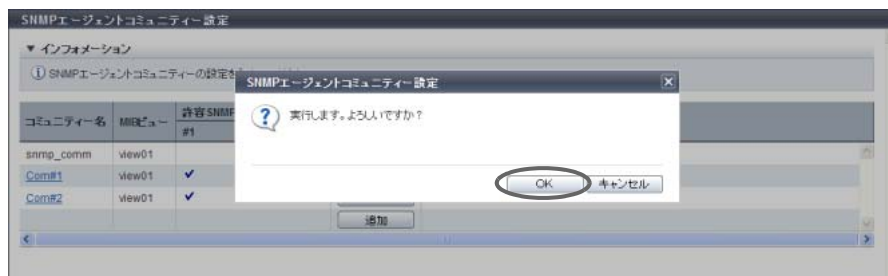 SNMPエージェントコミュニティー設定
▼ インフォメーション
SNMPエージェントコミュニティーの設定を
SNMPエージェントコミュニティー設定
実行します。よろしいですか？
OK
キャンセル
コミュニティー名 MIBビュー 許容SNMP
#1
snmp_comm view01
Com#1 view01 ✔
Com#2 view01 ✔
追加